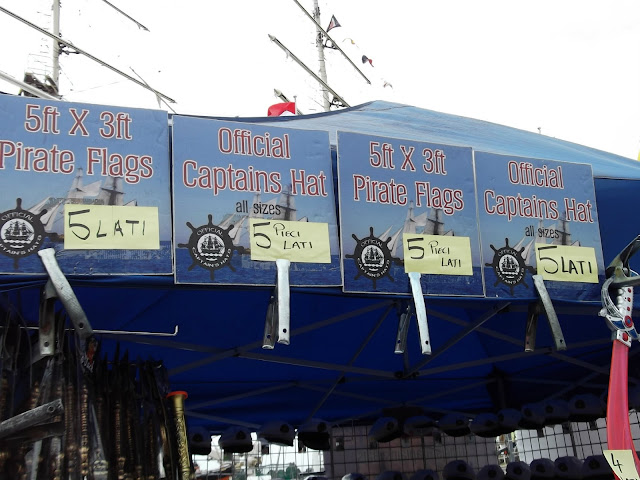 5ft X 3ft
Pirate Flags
5 LATI
Official
Captains Hat
all sizes
5 PIECI
LATI
5ft X 3ft
Pirate Flags
5 PIECI
LATI
Official
Captains Hat
all sizes
5 LATI
4